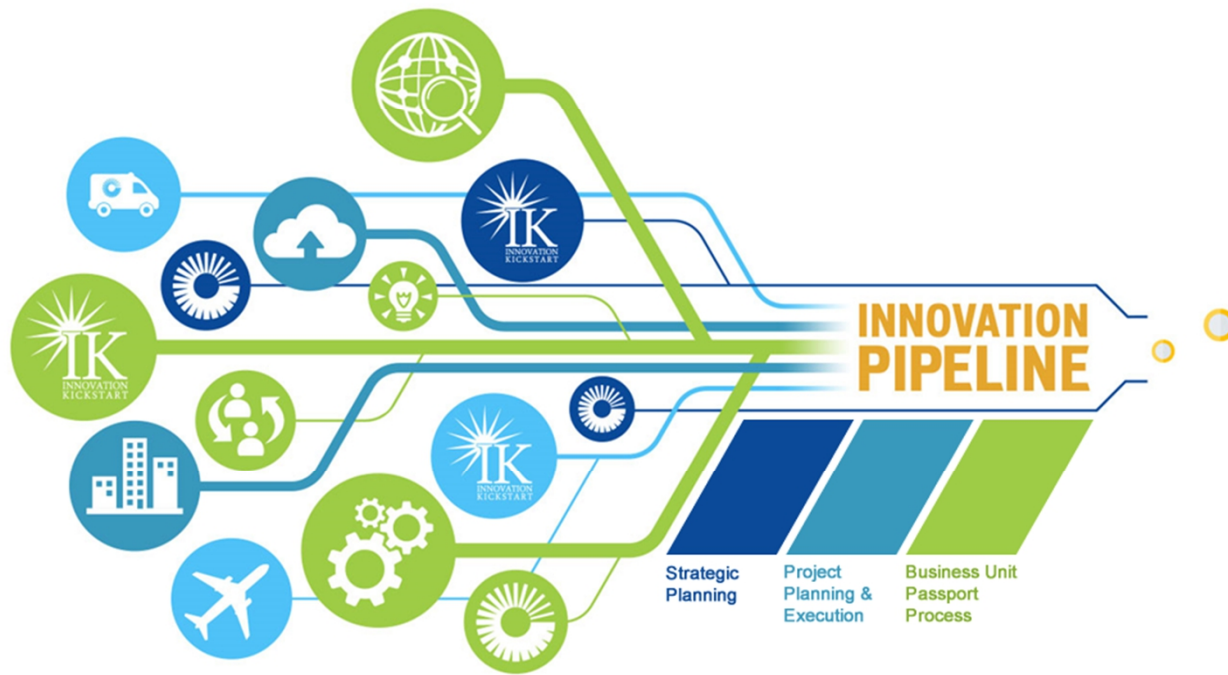 IK
INNOVATION
KICKSTART
IK
INNOVATION
KICKSTART
IK
INNOVATION
KICKSTART
INNOVATION
PIPELINE
Strategic
Planning
Project
Planning &
Execution
Business Unit
Passport
Process